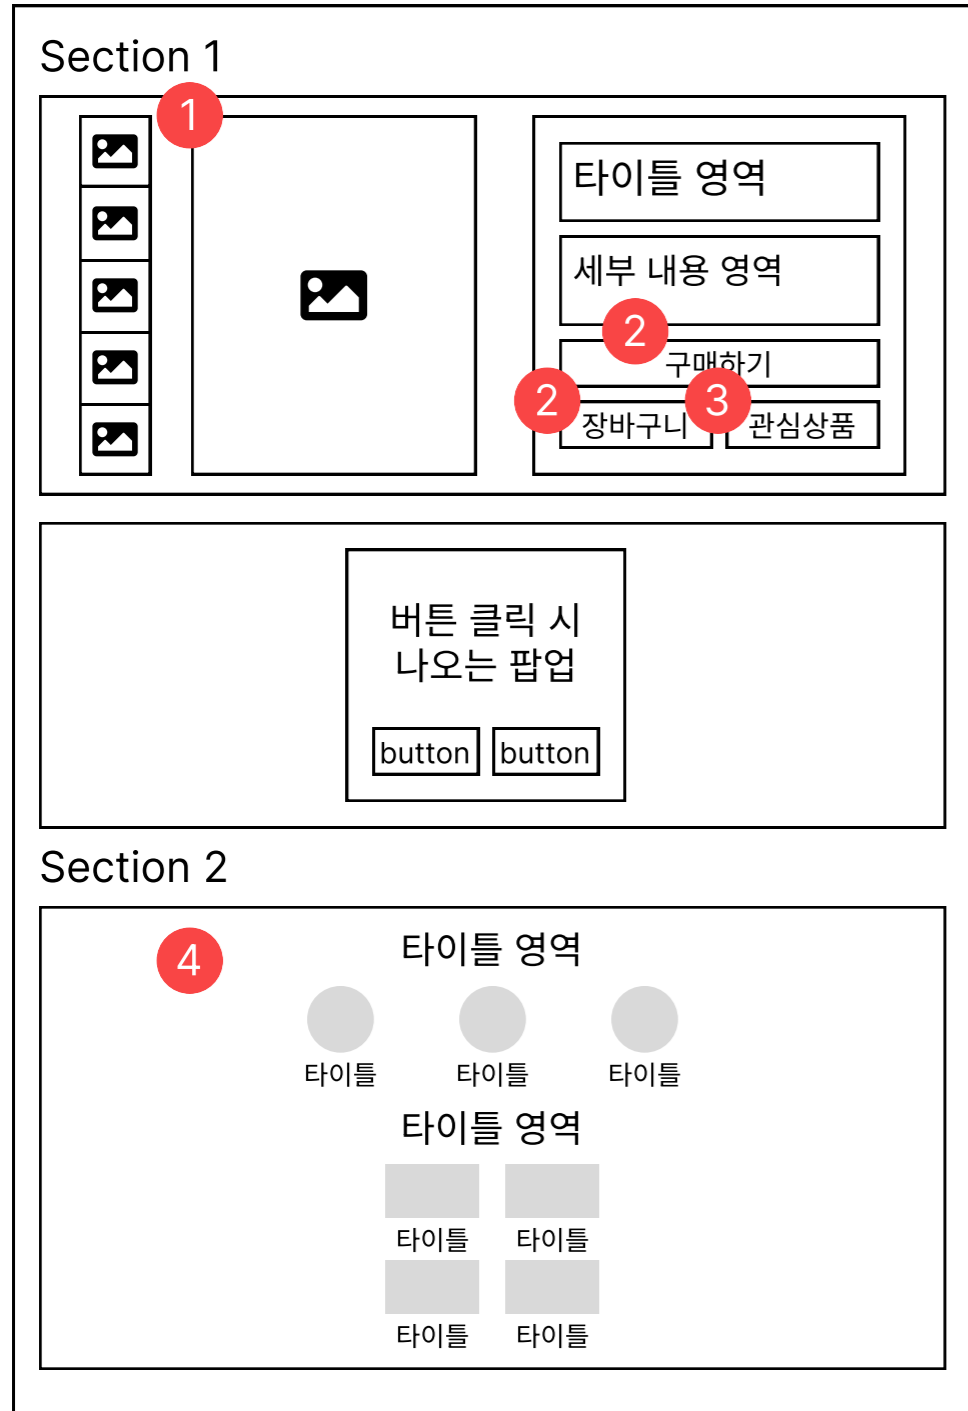 Section 1
1
타이틀 영역
세부 내용 영역
2
구매하기
2
장바구니
3
관심상품
버튼 클릭 시
나오는 팝업
button button
Section 2
4
타이틀 영역
타이틀 타이틀 타이틀
타이틀 영역
타이틀 타이틀
타이틀 타이틀